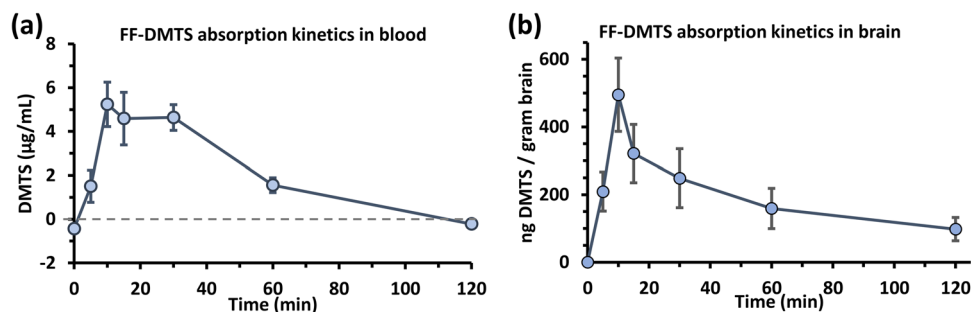 (a)
FF-DMTS absorption kinetics in blood
DMTS (µg/mL)
8
6
4
2
0
-2
0 20 40 60 80 100 120
Time (min)
(b)
FF-DMTS absorption kinetics in brain
ng DMTS / gram brain
600
400
200
0
0 20 40 60 80 100 120
Time (min)